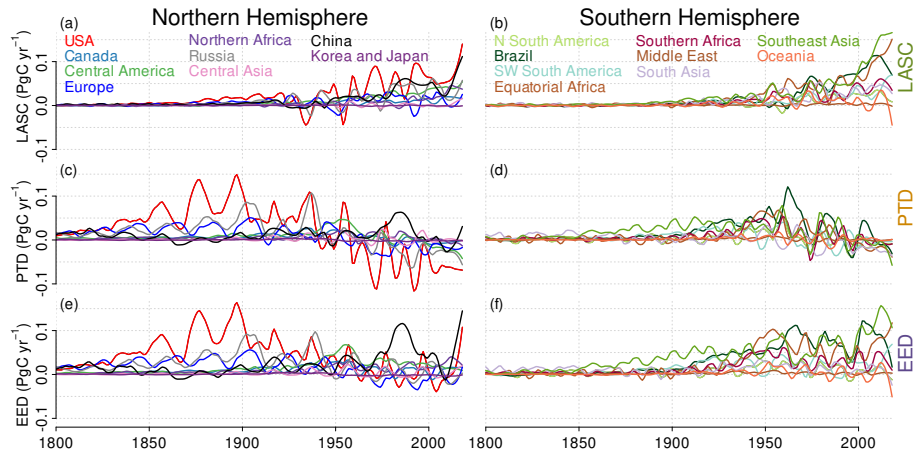 Northern Hemisphere
Southern Hemisphere
(a)
USA
Canada
Central America
Europe
Northern Africa
Russia
Central Asia
China
Korea and Japan
LASC (PgC yr⁻¹)
0.1
0.0
-0.1
(b)
N South America
Brazil
SW South America
Equatorial Africa
Southern Africa
Middle East
South Asia
Southeast Asia
Oceania
LASC
(c)
PTD (PgC yr⁻¹)
0.1
0.0
-0.1
(d)
PTD
(e)
EED (PgC yr⁻¹)
0.1
0.0
-0.1
(f)
EED
1800 1850 1900 1950 2000
1800 1850 1900 1950 2000